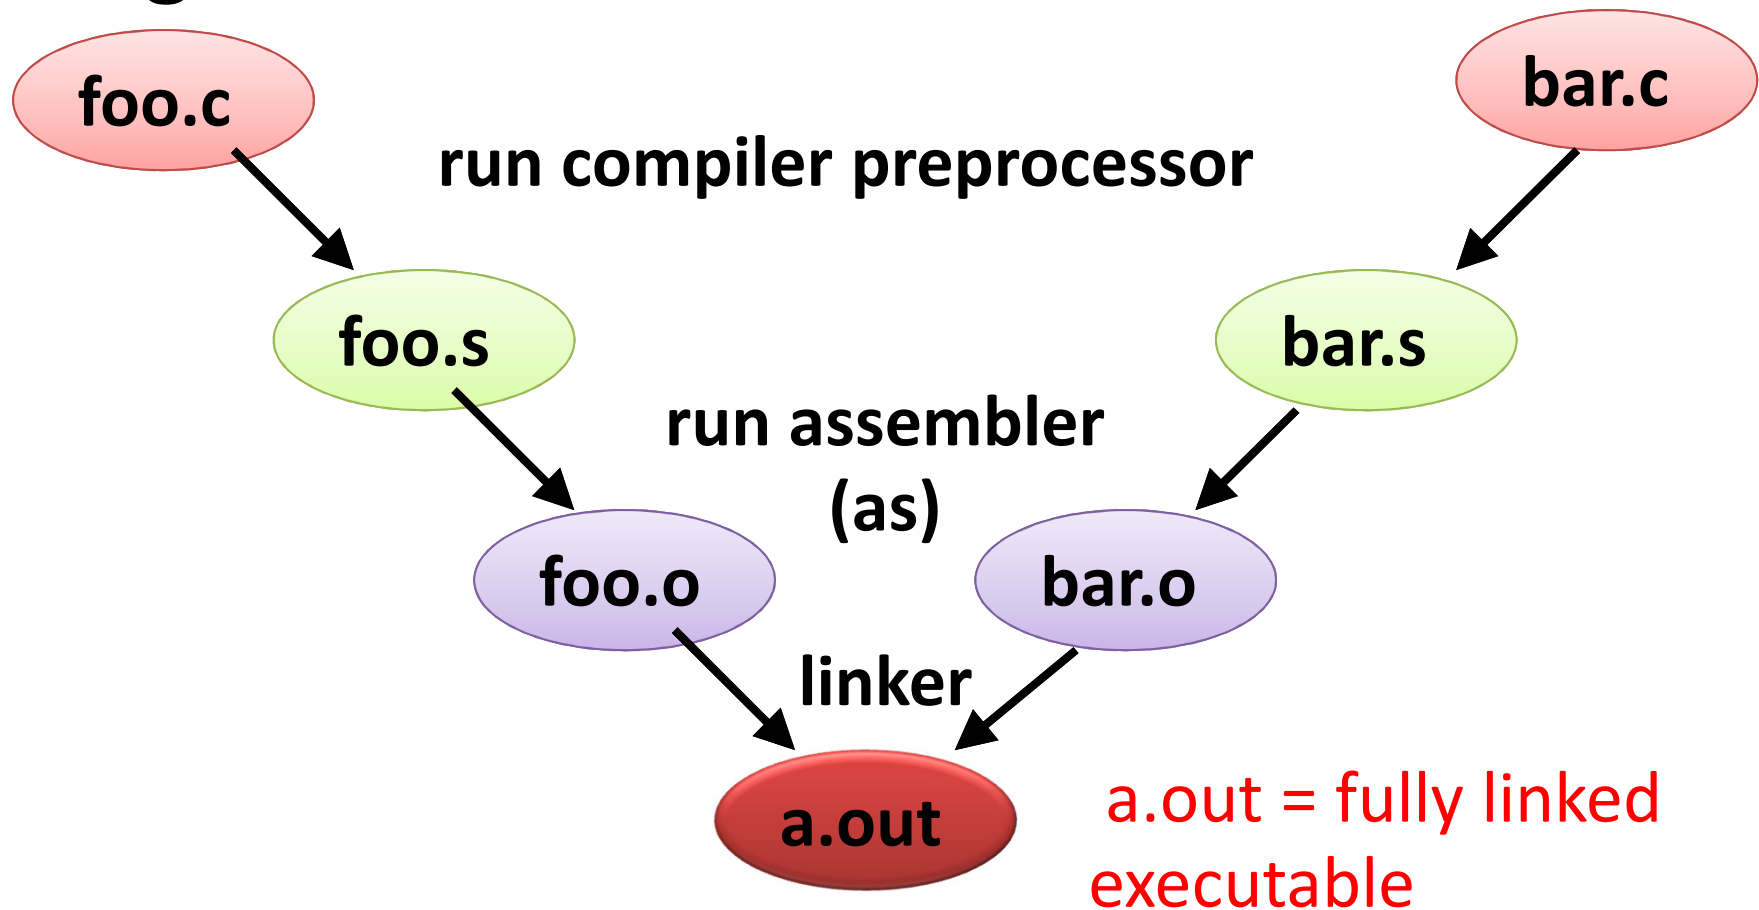 foo.c
bar.c
run compiler preprocessor
foo.s
bar.s
run assembler
(as)
foo.o
bar.o
linker
a.out
a.out = fully linked
executable